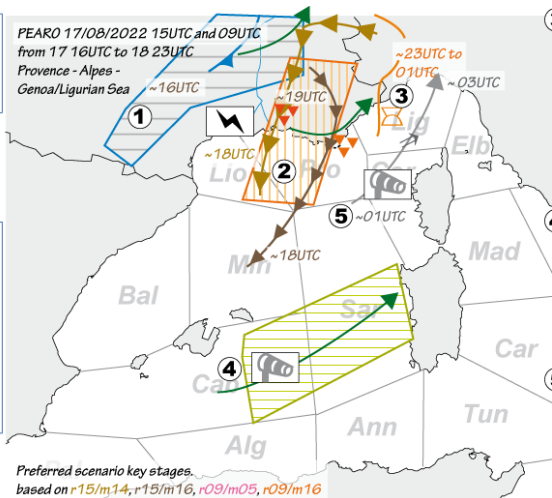 PEARO 17/08/2022 15UTC and 09UTC
from 17 16UTC to 18 23UTC
Provence - Alpes -
Genoa/Ligurian Sea
~16UTC
~23UTC to
01UTC
~03UTC
~19UTC
1
3
Lig
Elb
~18UTC
2
Lio
Pro
Cor
5
~01UTC
~18UTC
Min
Mad
Bal
Sar
Car
4
Cab
Ann
Tun
Alg
Preferred scenario key stages.
based on r15/m14, r15/m16, r09/m05, r09/m16